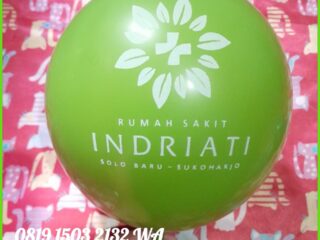 RUMAH SAKIT
INDRIATI
SOLO BARU - SUKOHARJO
0819 1503 2132 WA